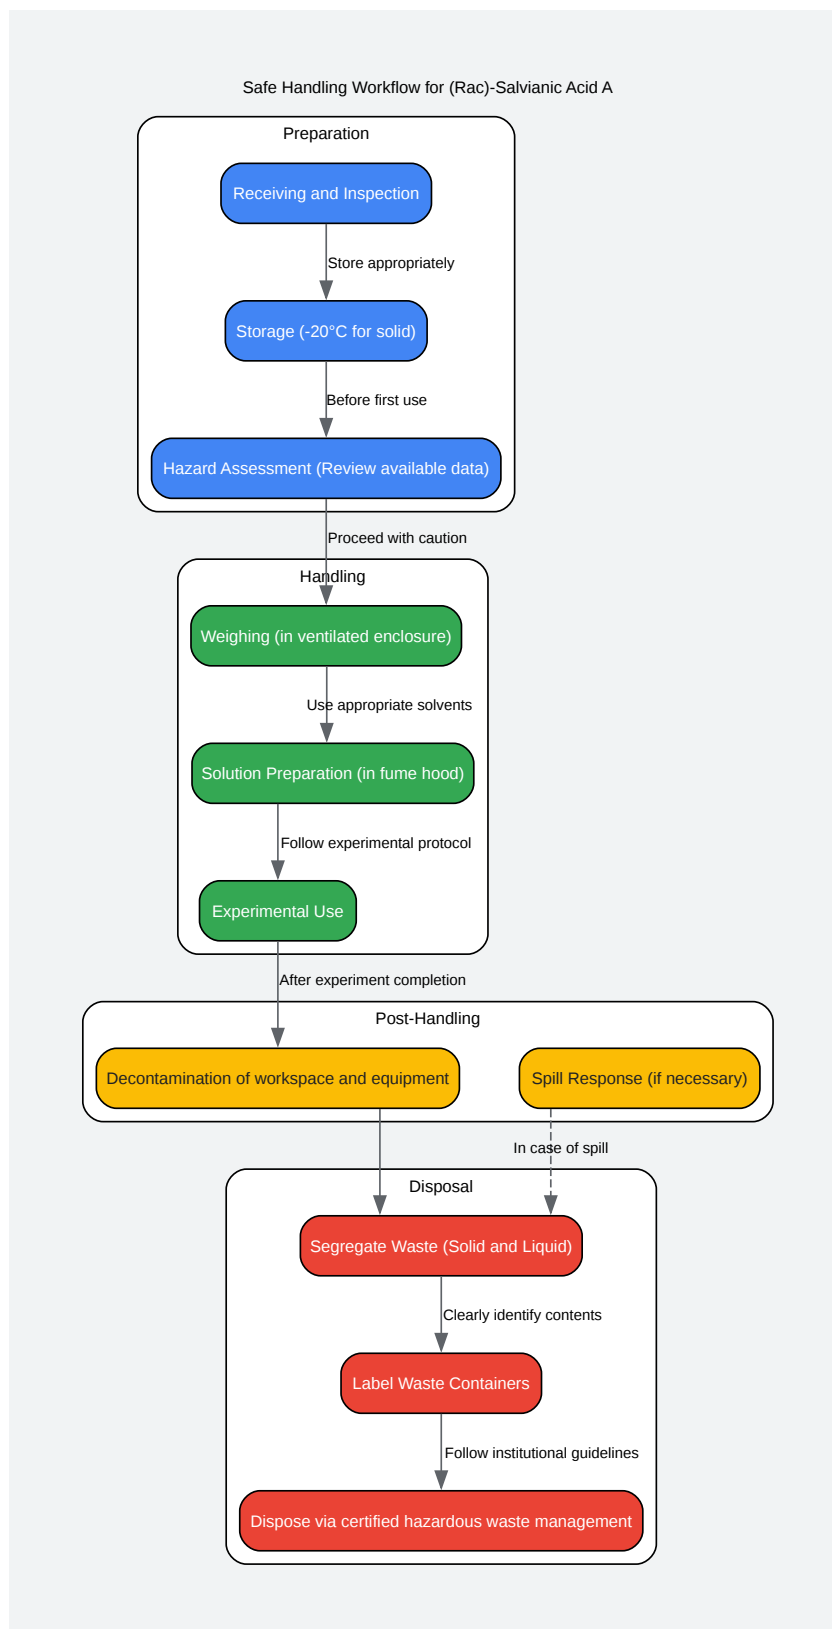 Safe Handling Workflow for (Rac)-Salvianic Acid A
Preparation
Receiving and Inspection
Store appropriately
Storage (-20°C for solid)
Before first use
Hazard Assessment (Review available data)
Proceed with caution
Handling
Weighing (in ventilated enclosure)
Use appropriate solvents
Solution Preparation (in fume hood)
Follow experimental protocol
Experimental Use
After experiment completion
Post-Handling
Decontamination of workspace and equipment
Spill Response (if necessary)
In case of spill
Disposal
Segregate Waste (Solid and Liquid)
Clearly identify contents
Label Waste Containers
Follow institutional guidelines
Dispose via certified hazardous waste management